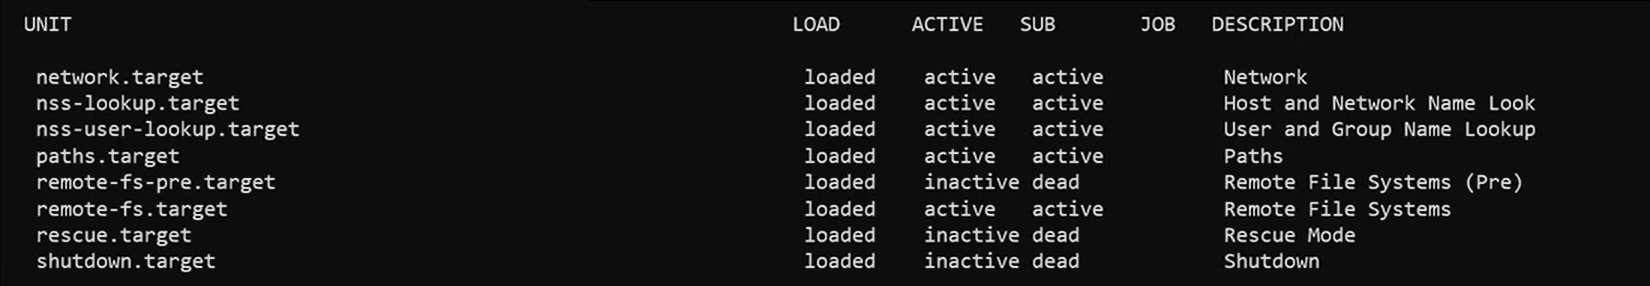 UNIT LOAD ACTIVE SUB JOB DESCRIPTION
network.target loaded active active Network
nss-lookup.target loaded active active Host and Network Name Look
nss-user-lookup.target loaded active active User and Group Name Lookup
paths.target loaded active active Paths
remote-fs-pre.target loaded inactive dead Remote File Systems (Pre)
remote-fs.target loaded active active Remote File Systems
rescue.target loaded inactive dead Rescue Mode
shutdown.target loaded inactive dead Shutdown